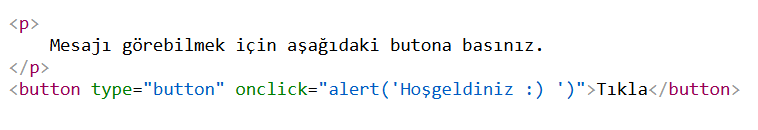 <p>
Mesajı görebilmek için aşağıdaki butona basınız.
</p>
<button type="button" onclick="alert('Hoşgeldiniz :) ')">Tıkla</button>